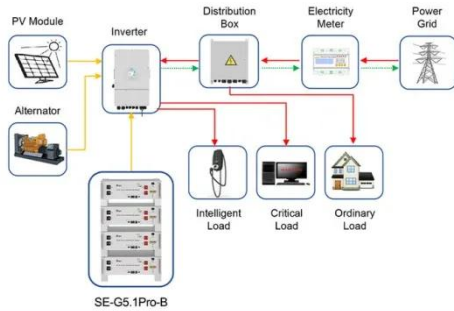 PV Module
Inverter
Distribution
Box
Electricity
Meter
Power
Grid
Alternator
Intelligent
Load
Critical
Load
Ordinary
Load
SE-G5.1Pro-B